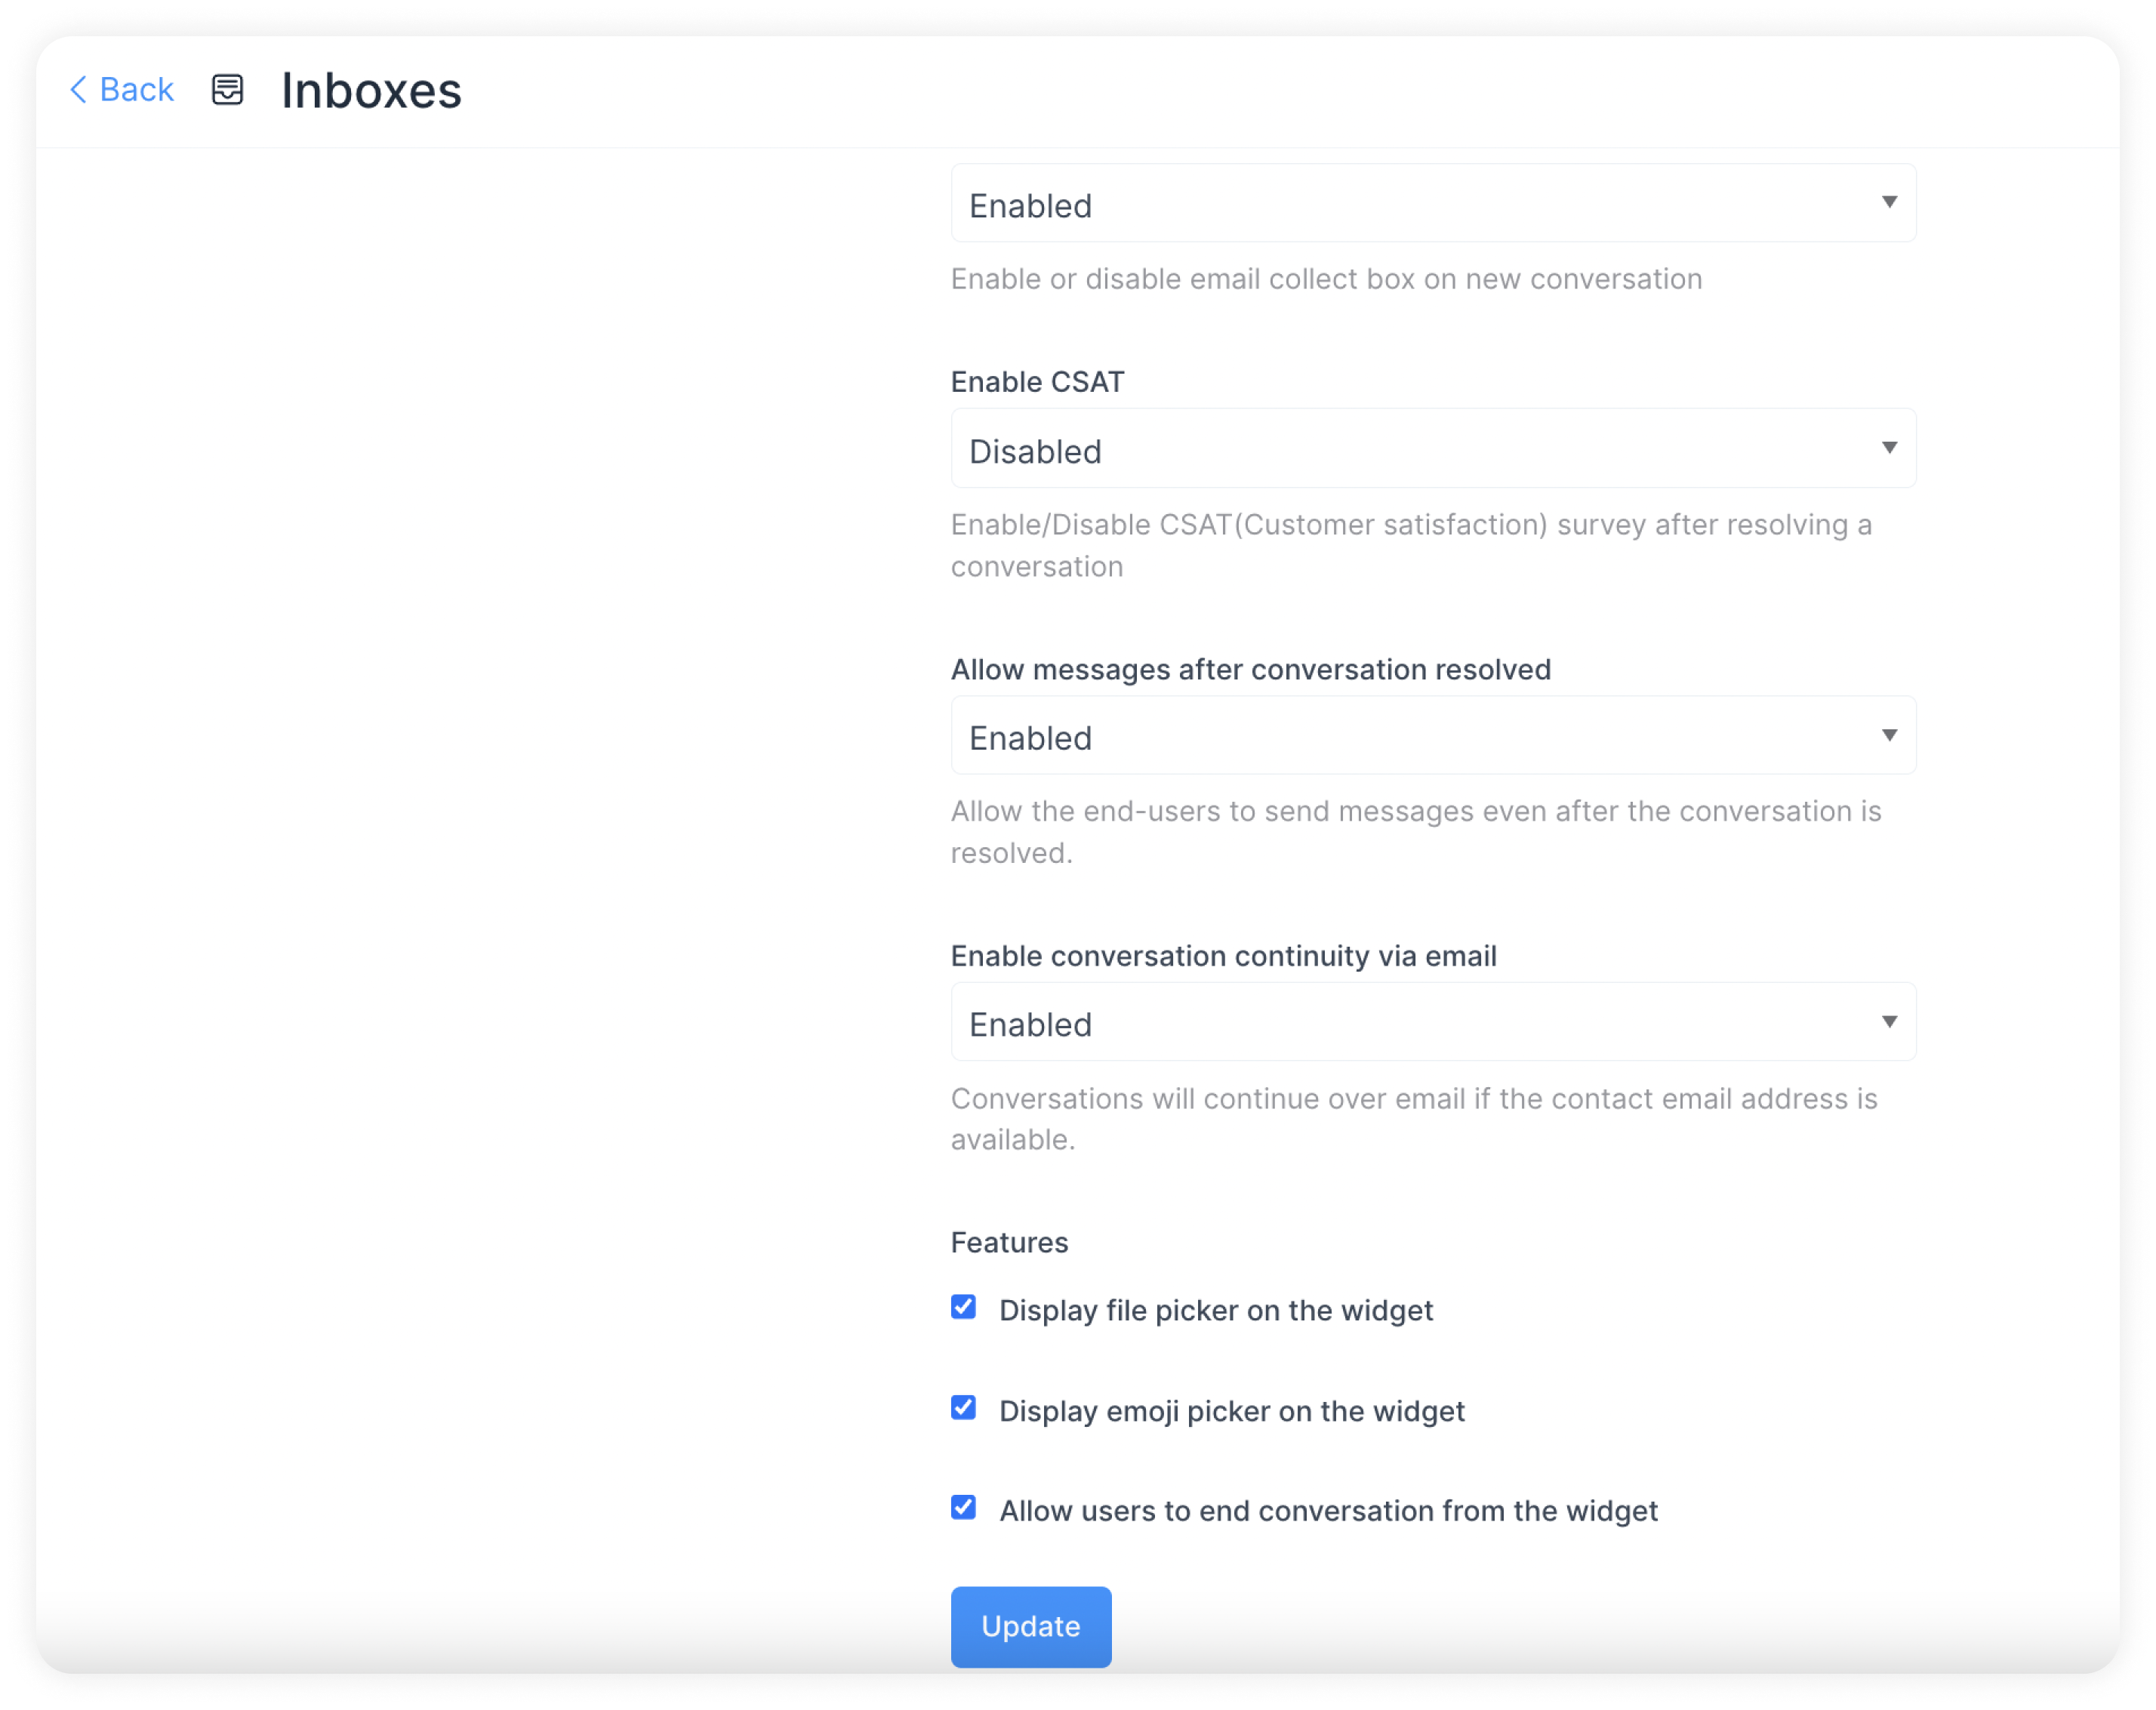 Back
Inboxes
Enabled
Enable or disable email collect box on new conversation
Enable CSAT
Disabled
Enable/Disable CSAT(Customer satisfaction) survey after resolving a
conversation
Allow messages after conversation resolved
Enabled
Allow the end-users to send messages even after the conversation is
resolved.
Enable conversation continuity via email
Enabled
Conversations will continue over email if the contact email address is
available.
Features
Display file picker on the widget
Display emoji picker on the widget
Allow users to end conversation from the widget
Update